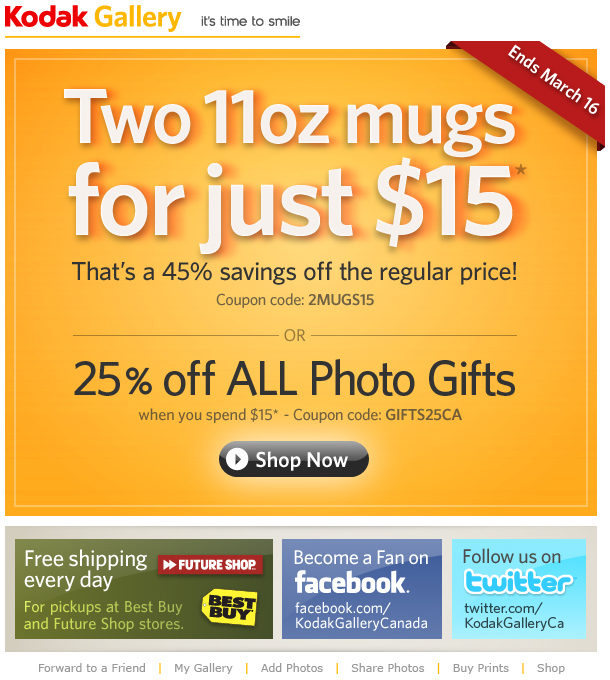 Kodak Gallery it's time to smile
Ends March 16
Two 11oz mugs
for just $15*
That's a 45% savings off the regular price!
Coupon code: 2MUGS15
OR
25% off ALL Photo Gifts
when you spend $15* - Coupon code: GIFTS25CA
Shop Now
Free shipping
every day
FUTURE SHOP
For pickups at Best Buy
and Future Shop stores.
BEST
BUY
Become a Fan on
facebook.
facebook.com/
KodakGalleryCanada
Follow us on
twitter
twitter.com/
KodakGalleryCa
Forward to a Friend | My Gallery | Add Photos | Share Photos | Buy Prints | Shop